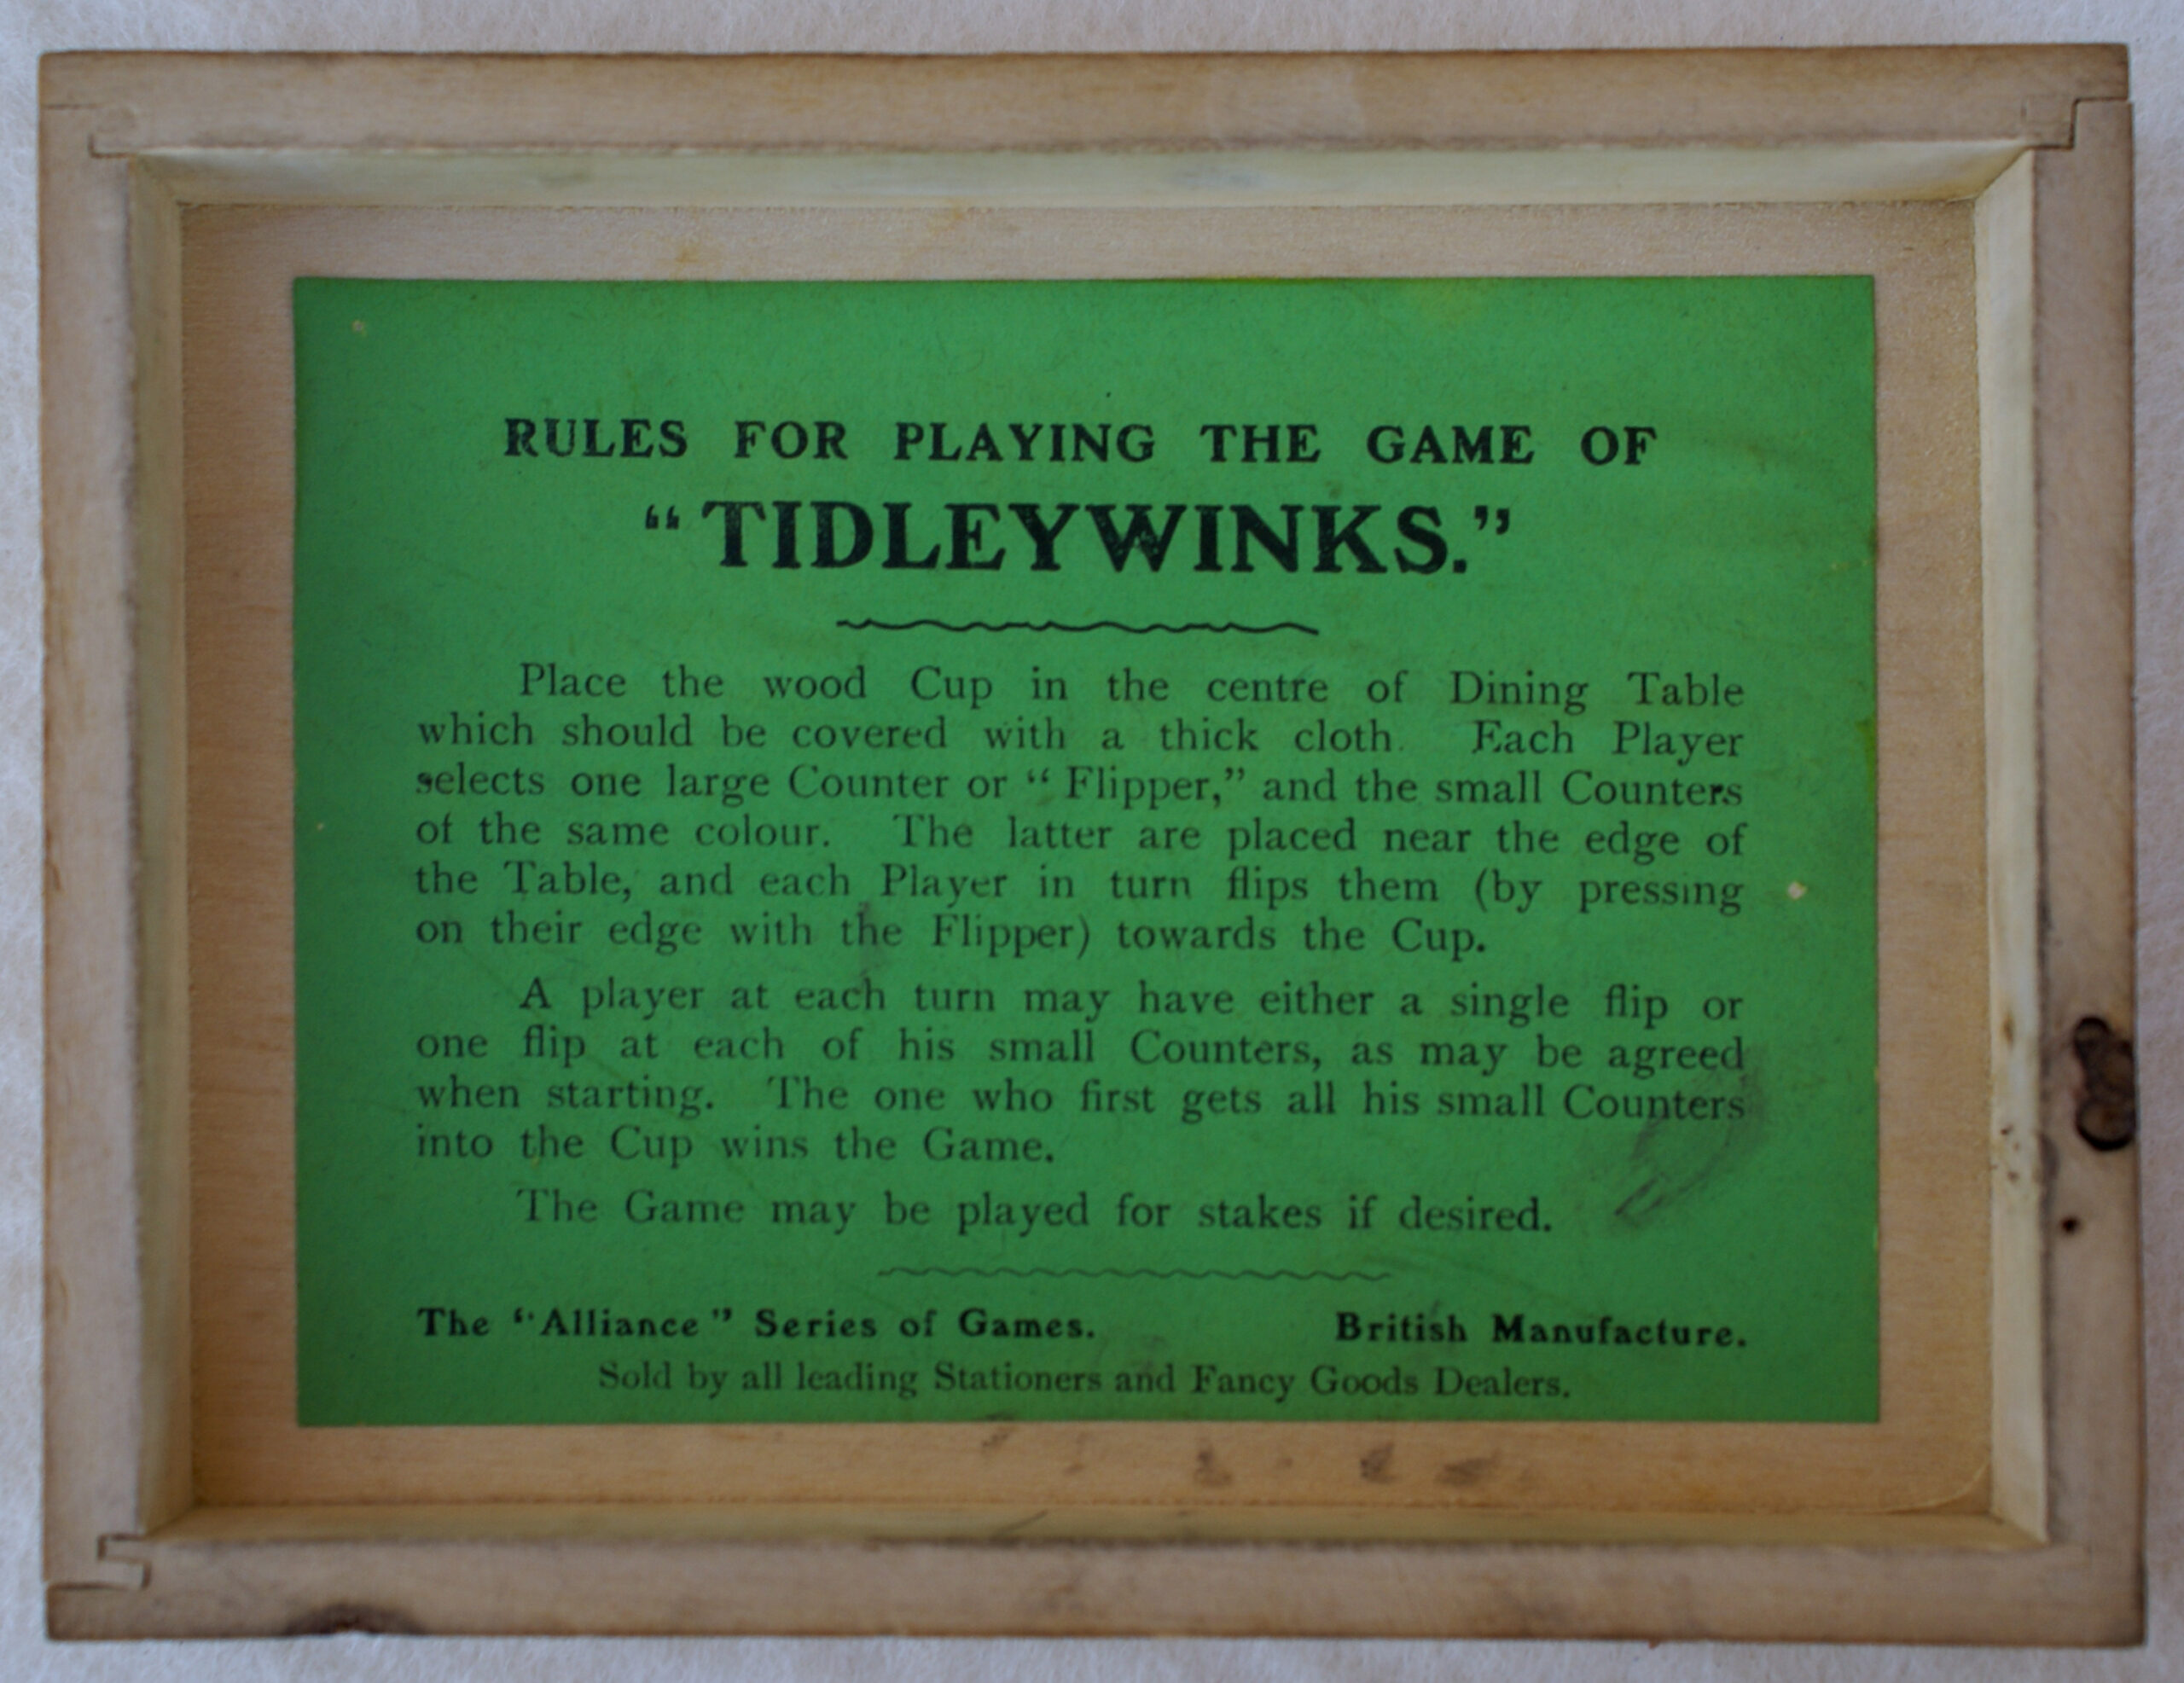 RULES FOR PLAYING THE GAME OF
“TIDLEYWINKS.”
Place the wood Cup in the centre of Dining Table
which should be covered with a thick cloth. Each Player
selects one large Counter or “Flipper,” and the small Counters
of the same colour. The latter are placed near the edge of
the Table, and each Player in turn flips them (by pressing
on their edge with the Flipper) towards the Cup.
A player at each turn may have either a single flip or
one flip at each of his small Counters, as may be agreed
when starting. The one who first gets all his small Counters
into the Cup wins the Game.
The Game may be played for stakes if desired.
The “Alliance” Series of Games. British Manufacture.
Sold by all leading Stationers and Fancy Goods Dealers.